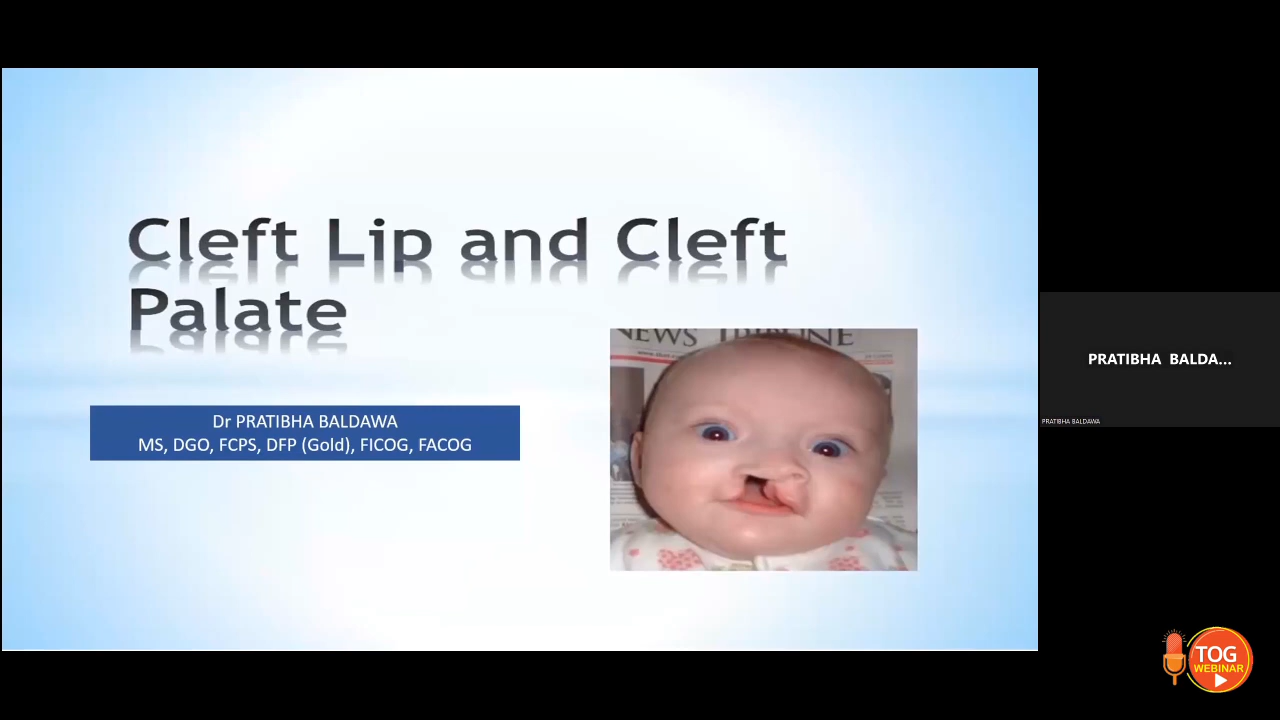 Cleft Lip and Cleft
Palate
Dr PRATIBHA BALDAWA
MS, DGO, FCPS, DFP (Gold), FICOG, FACOG
NEWS TRIBUNE
PRATIBHA BALDA...
PRATIBHA BALDAWA
TOG
WEBINAR